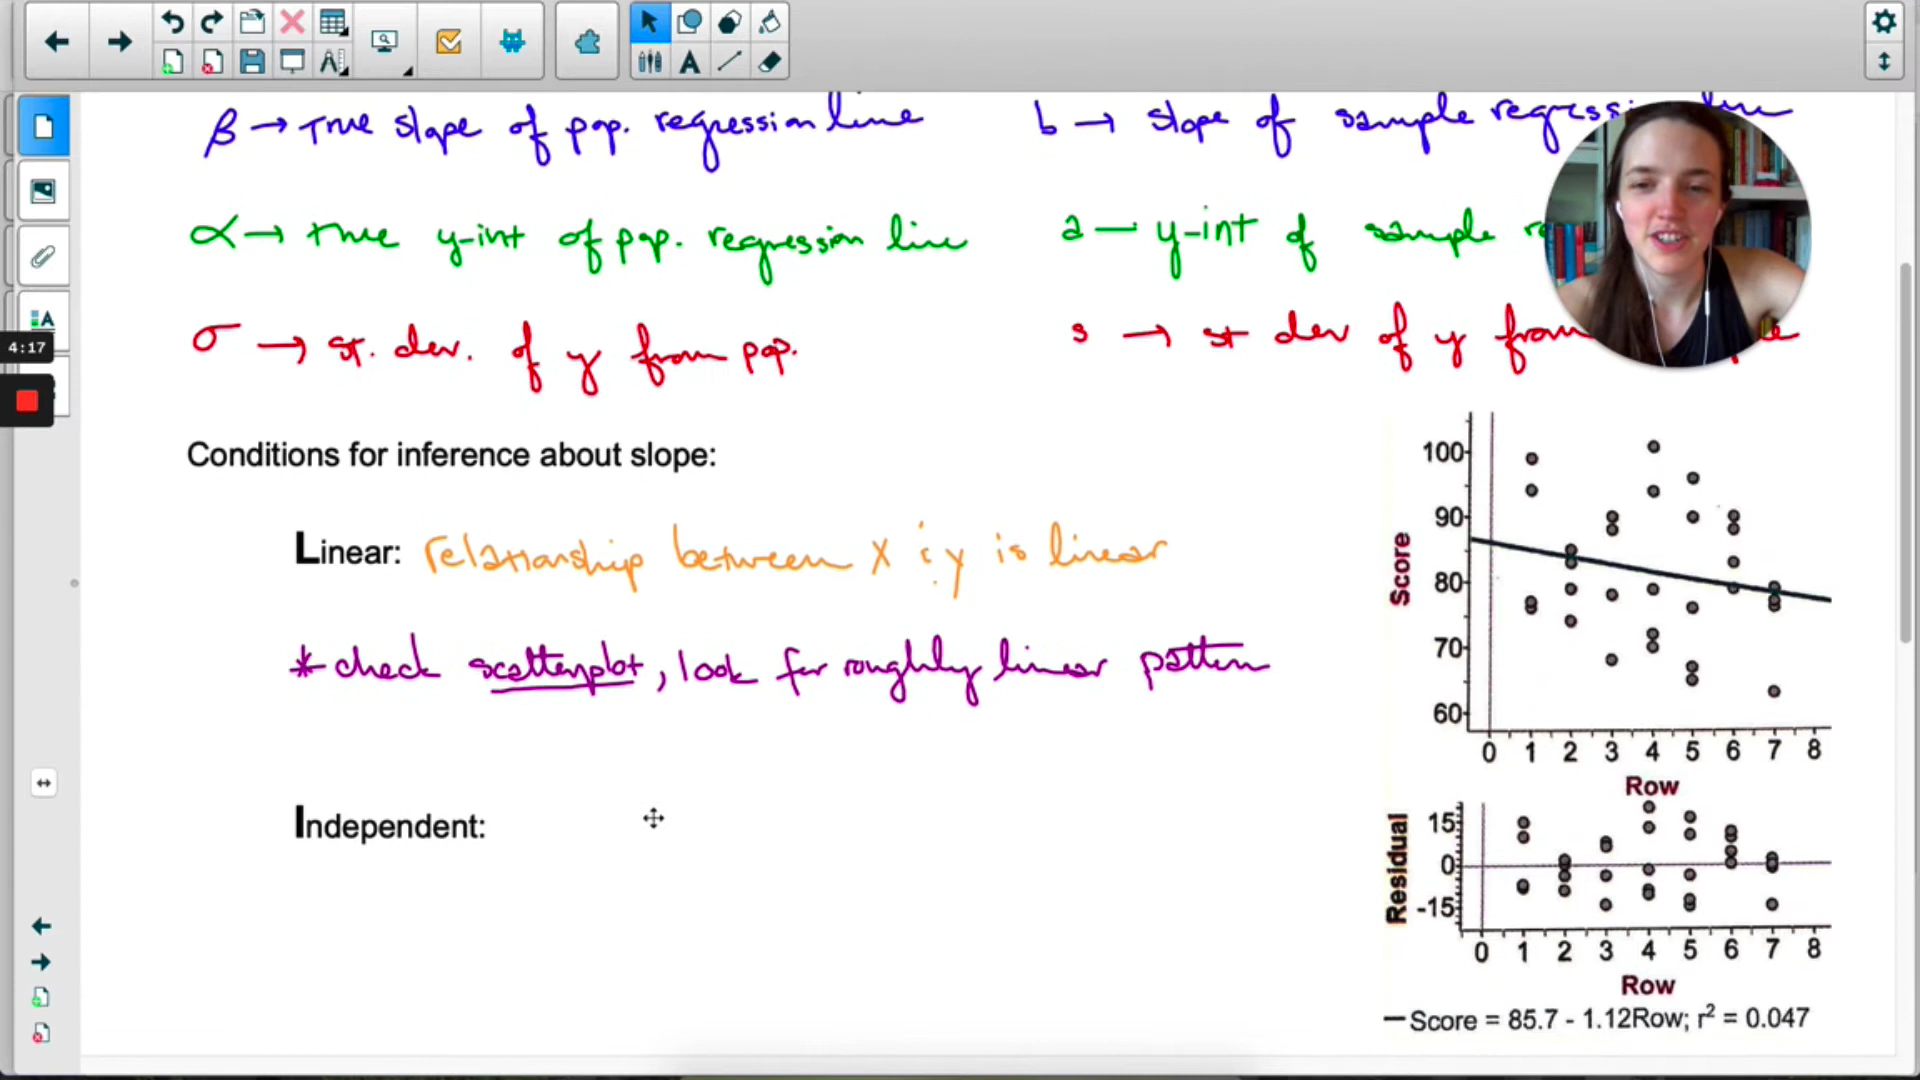 β → true slope of pop. regression line
b → slope of sample regression line
α → true y-int of pop. regression line
a — y-int of sample
σ → st. dev. of y from pop.
s → st dev of y from
4:17
Conditions for inference about slope:
Linear: relationship between x & y is linear
*check scatterplot, look for roughly linear pattern
Independent:
100
90
80
70
60
Score
0 1 2 3 4 5 6 7 8
Row
15
0
-15
Residual
0 1 2 3 4 5 6 7 8
Row
Score = 85.7 - 1.12Row; r² = 0.047